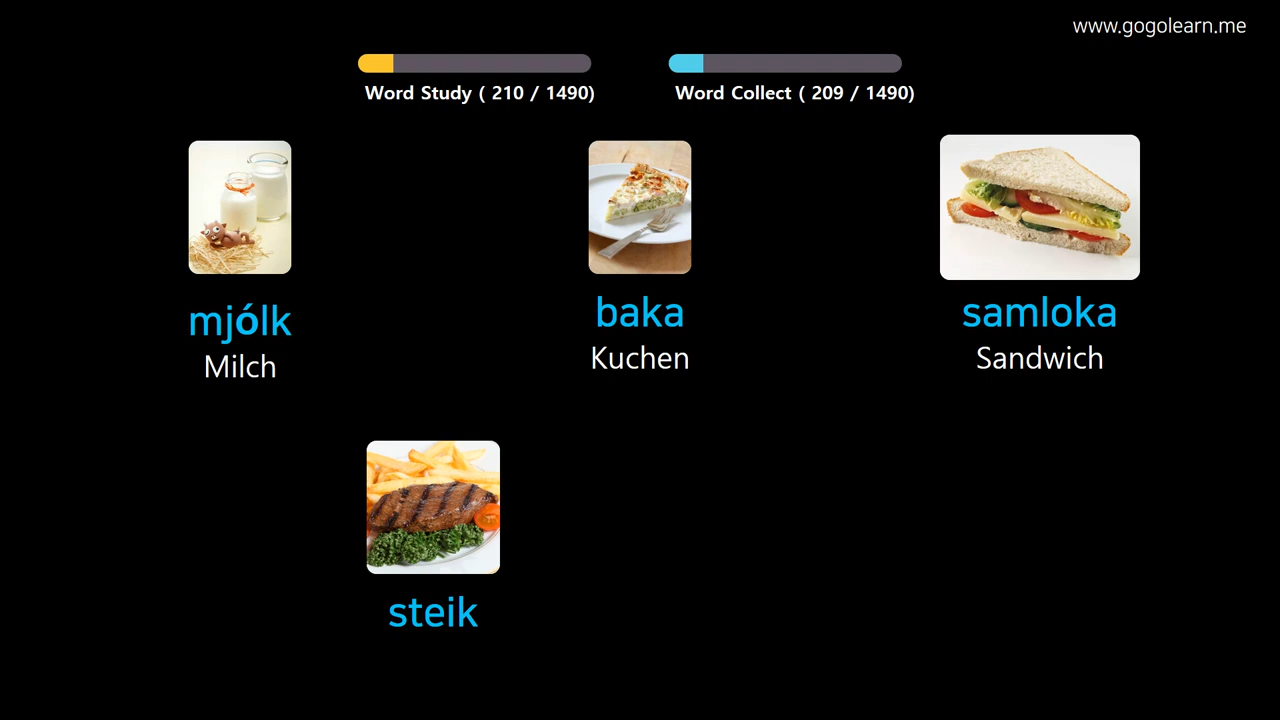 www.gogolearn.me
Word Study ( 210 / 1490)
Word Collect ( 209 / 1490)
mjólk
Milch
baka
Kuchen
samloka
Sandwich
steik